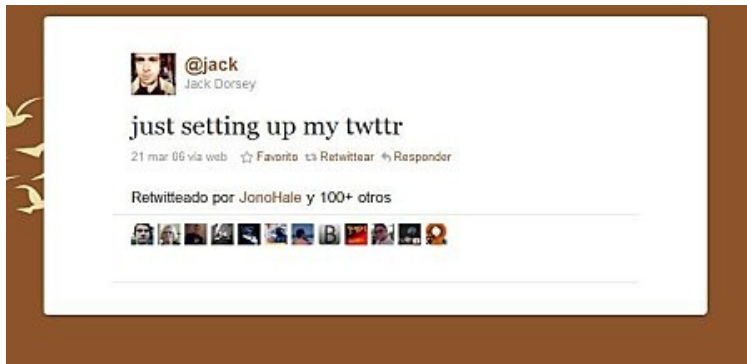 @jack
Jack Dorsey
just setting up my twttr
21 mar 06 vía web Favorito Retwittear Responder
Retwitteado por JonoHale y 100+ otros
B